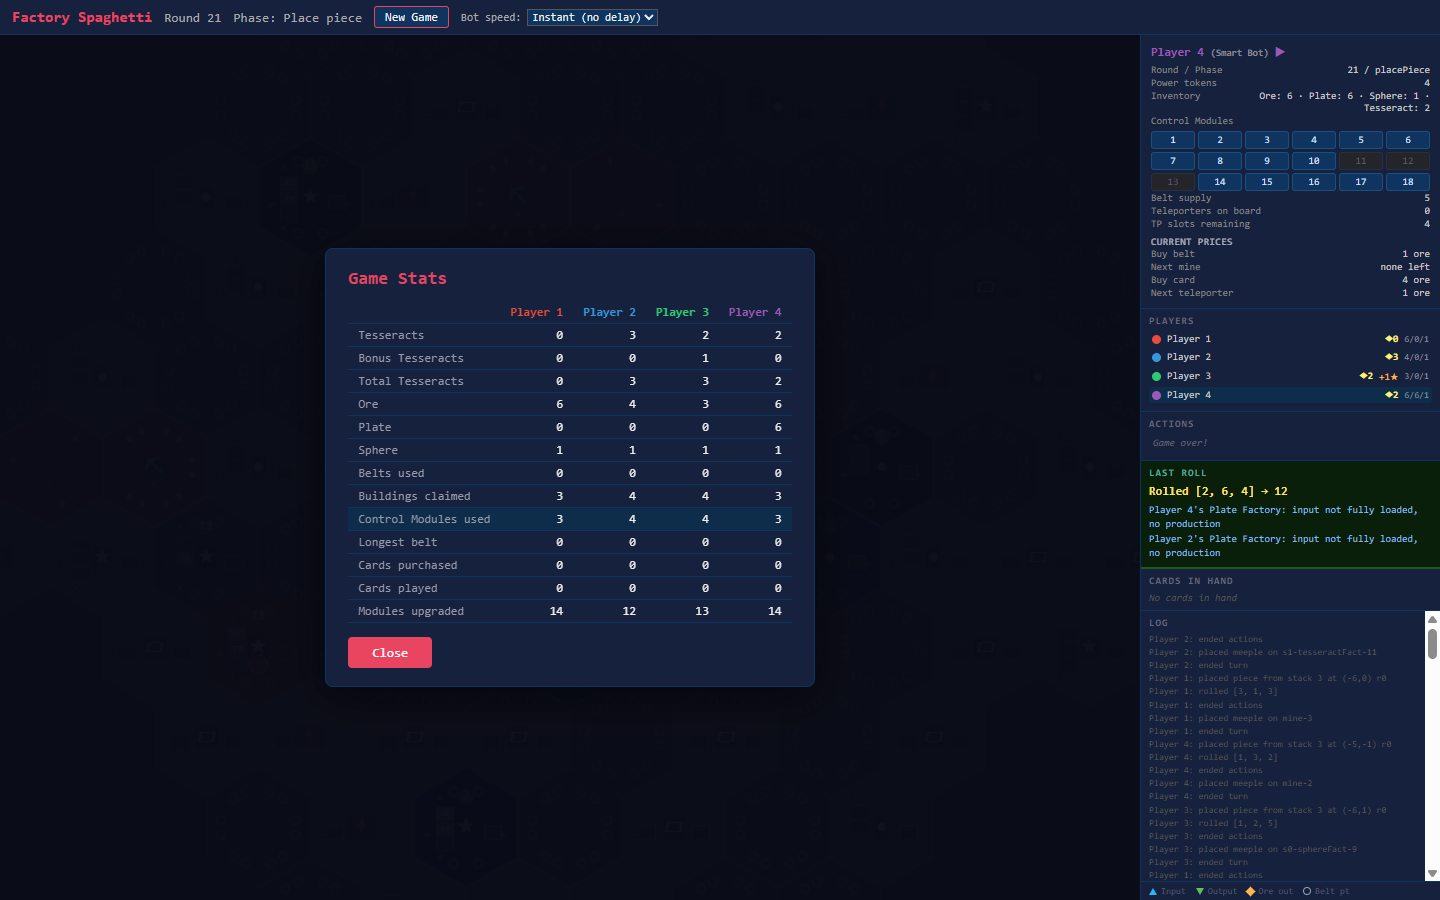 Factory Spaghetti Round 21 Phase: Place piece New Game Bot speed: Instant (no delay)
Game Stats
Player 1 Player 2 Player 3 Player 4
Tesseracts 0 3 2 2
Bonus Tesseracts 0 0 1 0
Total Tesseracts 0 3 3 2
Ore 6 4 3 6
Plate 0 0 0 6
Sphere 1 1 1 1
Belts used 0 0 0 0
Buildings claimed 3 4 4 3
Control Modules used 3 4 4 3
Longest belt 0 0 0 0
Cards purchased 0 0 0 0
Cards played 0 0 0 0
Modules upgraded 14 12 13 14
Close
Player 4 (Smart Bot) ▶
Round / Phase 21 / placePiece
Power tokens 4
Inventory Ore: 6 · Plate: 6 · Sphere: 1 ·
Tesseract: 2
Control Modules
1 2 3 4 5 6
7 8 9 10 11 12
13 14 15 16 17 18
Belt supply 5
Teleporters on board 0
TP slots remaining 4
CURRENT PRICES
Buy belt 1 ore
Next mine none left
Buy card 4 ore
Next teleporter 1 ore
PLAYERS
Player 1 ◆0 6/0/1
Player 2 ◆3 4/0/1
Player 3 ◆2 +1★ 3/0/1
Player 4 ◆2 6/6/1
ACTIONS
Game over!
LAST ROLL
Rolled [2, 6, 4] → 12
Player 4's Plate Factory: input not fully loaded,
no production
Player 2's Plate Factory: input not fully loaded,
no production
CARDS IN HAND
No cards in hand
LOG
Player 2: ended actions
Player 2: placed meeple on s1-tesseractFact-11
Player 2: ended turn
Player 1: placed piece from stack 3 at (-6,0) r0
Player 1: rolled [3, 1, 3]
Player 1: ended actions
Player 1: placed meeple on mine-3
Player 1: ended turn
Player 4: placed piece from stack 3 at (-5,-1) r0
Player 4: rolled [1, 3, 2]
Player 4: ended actions
Player 4: placed meeple on mine-2
Player 4: ended turn
Player 3: placed piece from stack 3 at (-6,1) r0
Player 3: rolled [1, 2, 5]
Player 3: ended actions
Player 3: placed meeple on s0-sphereFact-9
Player 3: ended turn
Player 1: ended actions
Input Output Ore out Belt pt